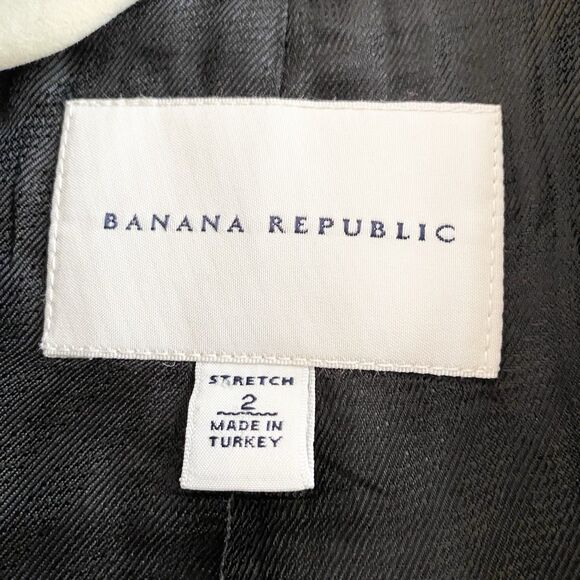 BANANA REPUBLIC
STRETCH
2
MADE IN
TURKEY